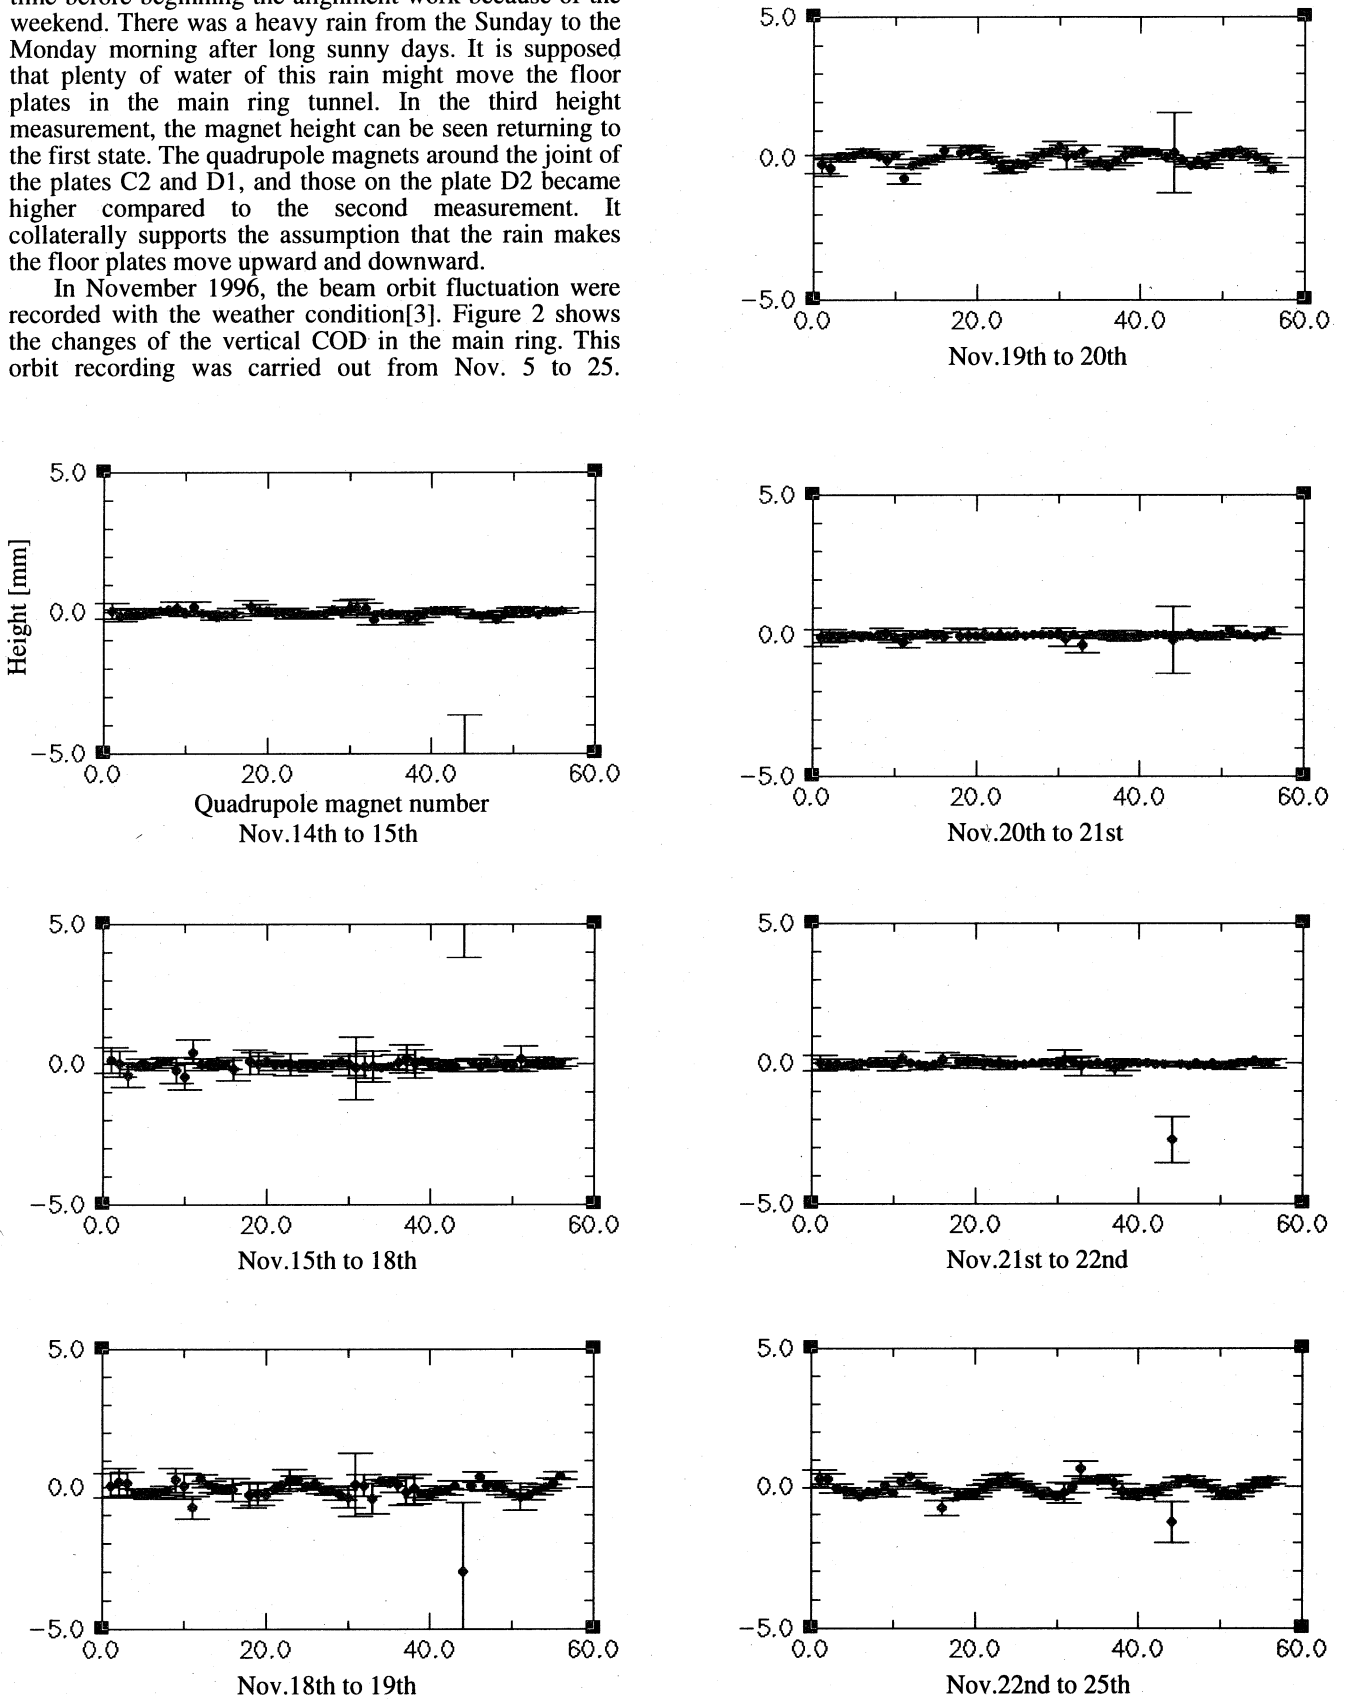 time before beginning the alignment work because of the
weekend. There was a heavy rain from the Sunday to the
Monday morning after long sunny days. It is supposed
that plenty of water of this rain might move the floor
plates in the main ring tunnel. In the third height
measurement, the magnet height can be seen returning to
the first state. The quadrupole magnets around the joint of
the plates C2 and D1, and those on the plate D2 became
higher compared to the second measurement. It
collaterally supports the assumption that the rain makes
the floor plates move upward and downward.
In November 1996, the beam orbit fluctuation were
recorded with the weather condition[3]. Figure 2 shows
the changes of the vertical COD in the main ring. This
orbit recording was carried out from Nov. 5 to 25.
5.0
Height [mm]
0.0
−5.0
0.0 20.0 40.0 60.0
Quadrupole magnet number
Nov.14th to 15th
5.0
0.0
−5.0
0.0 20.0 40.0 60.0
Nov.15th to 18th
5.0
0.0
−5.0
0.0 20.0 40.0 60.0
Nov.18th to 19th
5.0
0.0
−5.0
0.0 20.0 40.0 60.0
Nov.19th to 20th
5.0
0.0
−5.0
0.0 20.0 40.0 60.0
Nov.20th to 21st
5.0
0.0
−5.0
0.0 20.0 40.0 60.0
Nov.21st to 22nd
5.0
0.0
−5.0
0.0 20.0 40.0 60.0
Nov.22nd to 25th